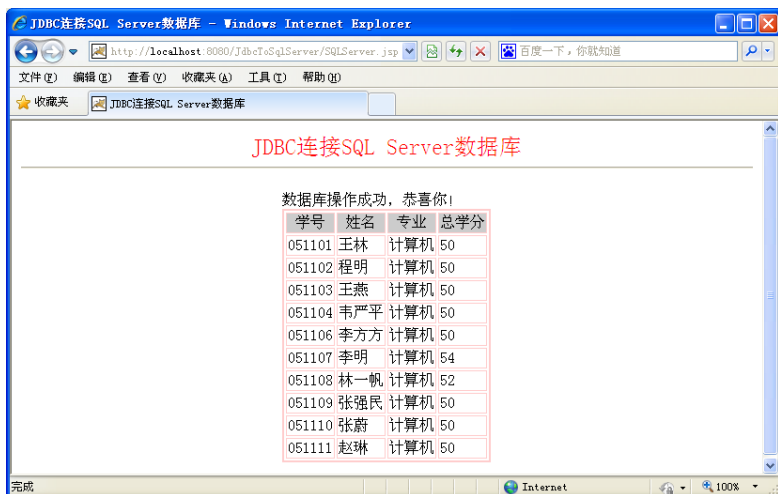 JDBC连接SQL Server数据库 - Windows Internet Explorer
http://localhost:8080/JdbcToSqlServer/SQLServer.jsp 百度一下，你就知道
文件(F) 编辑(E) 查看(V) 收藏夹(A) 工具(T) 帮助(H)
收藏夹 JDBC连接SQL Server数据库
JDBC连接SQL Server数据库
数据库操作成功，恭喜你!
学号 姓名 专业 总学分
051101 王林 计算机 50
051102 程明 计算机 50
051103 王燕 计算机 50
051104 韦严平 计算机 50
051106 李方方 计算机 50
051107 李明 计算机 54
051108 林一帆 计算机 52
051109 张强民 计算机 50
051110 张蔚 计算机 50
051111 赵琳 计算机 50
完成 Internet 100%